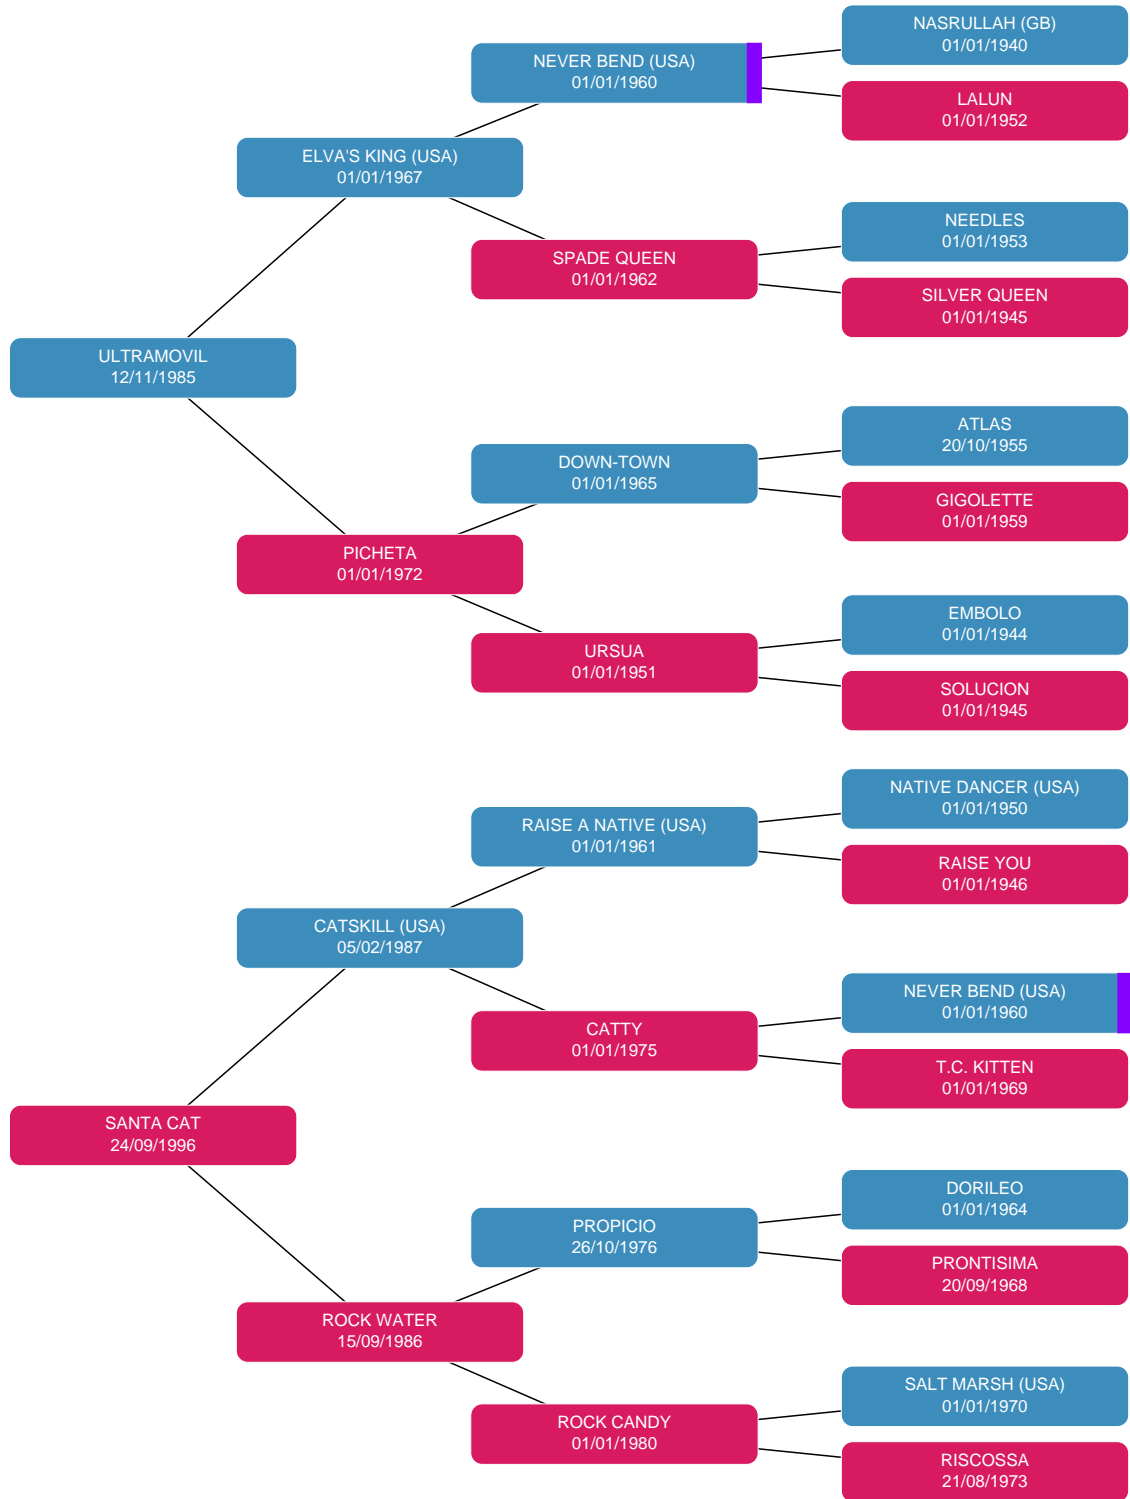 NASRULLAH (GB)
01/01/1940
NEVER BEND (USA)
01/01/1960
LALUN
01/01/1952
ELVA'S KING (USA)
01/01/1967
NEEDLES
01/01/1953
SPADE QUEEN
01/01/1962
SILVER QUEEN
01/01/1945
ULTRAMOVIL
12/11/1985
ATLAS
20/10/1955
DOWN-TOWN
01/01/1965
GIGOLETTE
01/01/1959
PICHETA
01/01/1972
EMBOLO
01/01/1944
URSUA
01/01/1951
SOLUCION
01/01/1945
NATIVE DANCER (USA)
01/01/1950
RAISE A NATIVE (USA)
01/01/1961
RAISE YOU
01/01/1946
CATSKILL (USA)
05/02/1987
NEVER BEND (USA)
01/01/1960
CATTY
01/01/1975
T.C. KITTEN
01/01/1969
SANTA CAT
24/09/1996
DORILEO
01/01/1964
PROPICIO
26/10/1976
PRONTISIMA
20/09/1968
ROCK WATER
15/09/1986
SALT MARSH (USA)
01/01/1970
ROCK CANDY
01/01/1980
RISCOSSA
21/08/1973